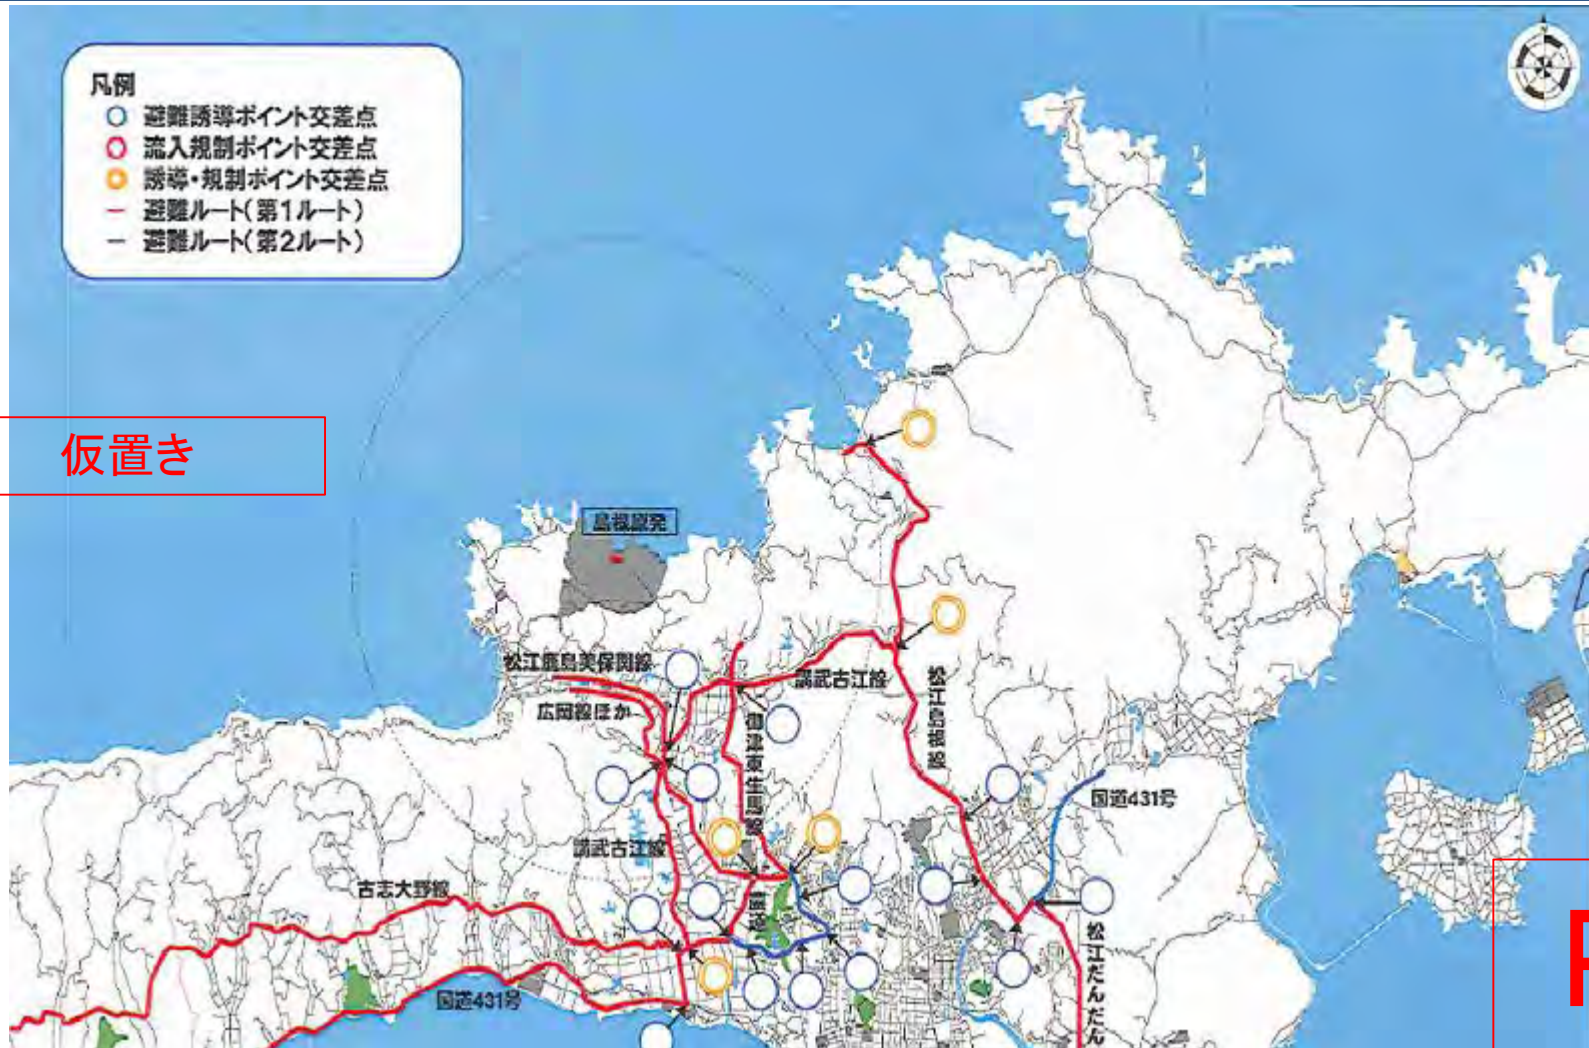 凡例
避難誘導ポイント交差点
流入規制ポイント交差点
誘導・規制ポイント交差点
避難ルート(第1ルート)
避難ルート(第2ルート)
仮置き
島根原発
松江鹿島美保関線
講武古江線
広岡線ほか
御津東生馬線
松江島根線
国道431号
講武古江線
古志大野線
松江だんだん
国道431号